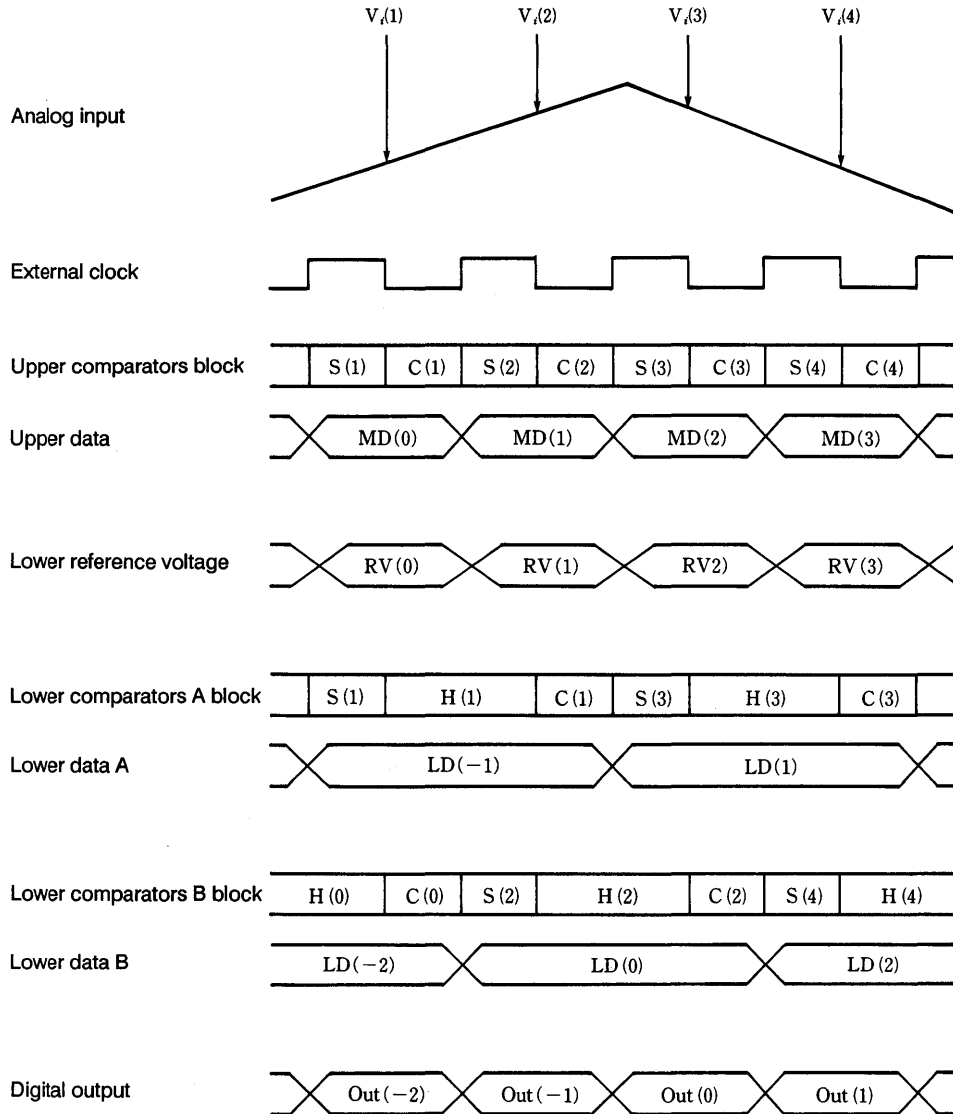 V_i(1) V_i(2) V_i(3) V_i(4)
Analog input
External clock
Upper comparators block S(1) C(1) S(2) C(2) S(3) C(3) S(4) C(4)
Upper data MD(0) MD(1) MD(2) MD(3)
Lower reference voltage RV(0) RV(1) RV2) RV(3)
Lower comparators A block S(1) H(1) C(1) S(3) H(3) C(3)
Lower data A LD(-1) LD(1)
Lower comparators B block H(0) C(0) S(2) H(2) C(2) S(4) H(4)
Lower data B LD(-2) LD(0) LD(2)
Digital output Out(-2) Out(-1) Out(0) Out(1)